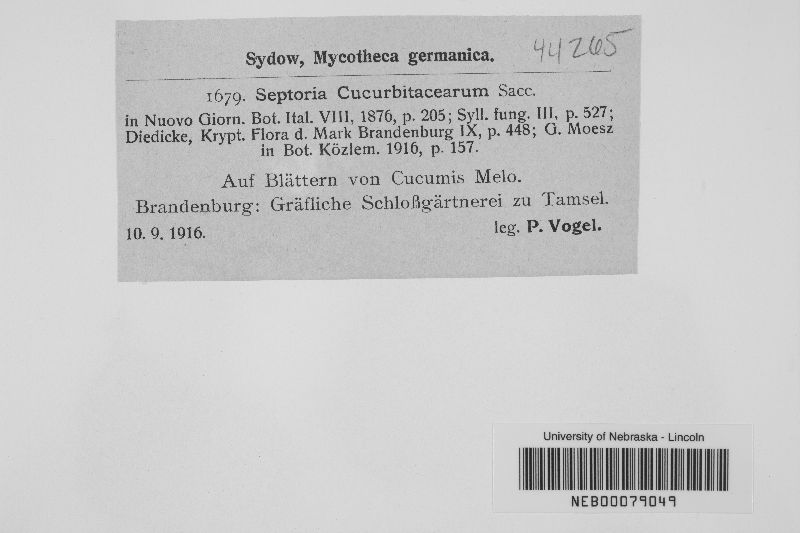 Sydow, Mycotheca germanica.
44265
1679. Septoria Cucurbitacearum Sacc.
in Nuovo Giorn. Bot. Ital. VIII, 1876, p. 205; Syll. fung. III, p. 527;
Diedicke, Krypt. Flora d. Mark Brandenburg IX, p. 448; G. Moesz
in Bot. Közlem. 1916, p. 157.
Auf Blättern von Cucumis Melo.
Brandenburg: Gräfliche Schloßgärtnerei zu Tamsel.
10. 9. 1916. leg. P. Vogel.
University of Nebraska - Lincoln
NEB00079049